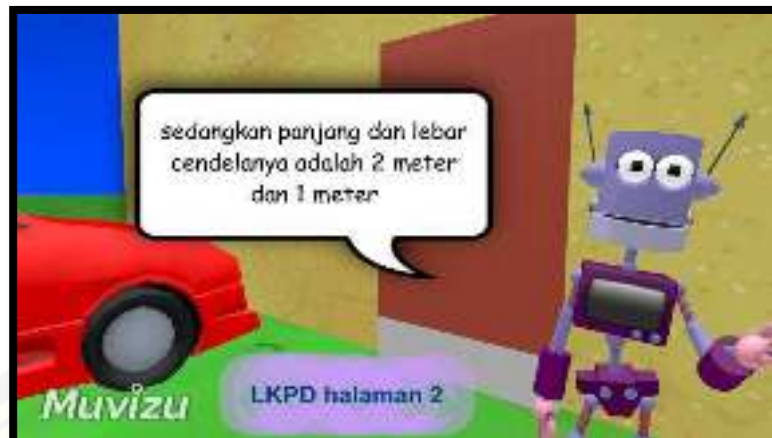 sedangkan panjang dan lebar
cendelanya adalah 2 meter
dan 1 meter
Muvizu
LKPD halaman 2